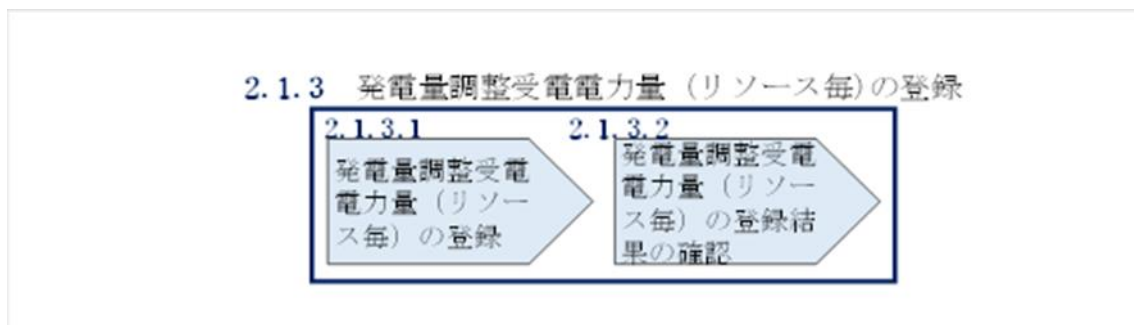 2.1.3 発電量調整受電電力量（リソース毎)の登録
2.1.3.1
発電量調整受電
電力量（リソー
ス毎）の登録
2.1.3.2
発電量調整受電
電力量（リソー
ス毎）の登録結
果の確認